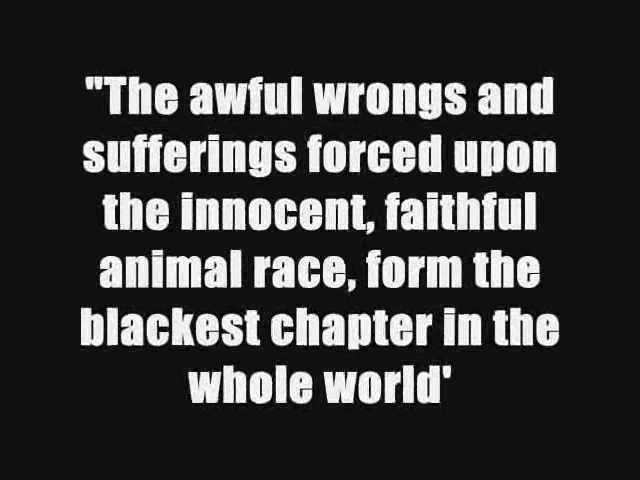 "The awful wrongs and
sufferings forced upon
the innocent, faithful
animal race, form the
blackest chapter in the
whole world'